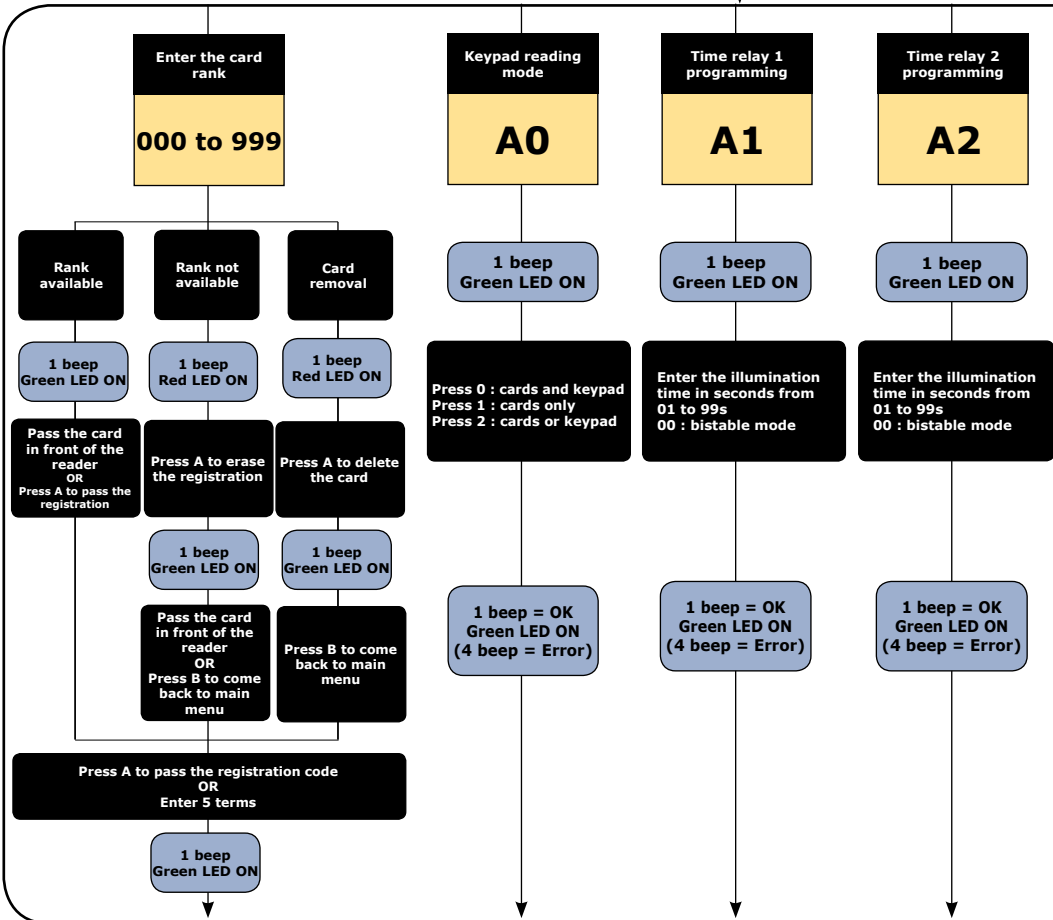 Enter the card
rank
000 to 999
Rank
available
Rank not
available
Card
removal
1 beep
Green LED ON
1 beep
Red LED ON
1 beep
Red LED ON
Pass the card
in front of the
reader
OR
Press A to pass the
registration
Press A to erase
the registration
Press A to delete
the card
1 beep
Green LED ON
1 beep
Green LED ON
Pass the card
in front of the
reader
OR
Press B to come
back to main
menu
Press B to come
back to main
menu
Press A to pass the registration code
OR
Enter 5 terms
1 beep
Green LED ON
Keypad reading
mode
A0
1 beep
Green LED ON
Press 0 : cards and keypad
Press 1 : cards only
Press 2 : cards or keypad
1 beep = OK
Green LED ON
(4 beep = Error)
Time relay 1
programming
A1
1 beep
Green LED ON
Enter the illumination
time in seconds from
01 to 99s
00 : bistable mode
1 beep = OK
Green LED ON
(4 beep = Error)
Time relay 2
programming
A2
1 beep
Green LED ON
Enter the illumination
time in seconds from
01 to 99s
00 : bistable mode
1 beep = OK
Green LED ON
(4 beep = Error)